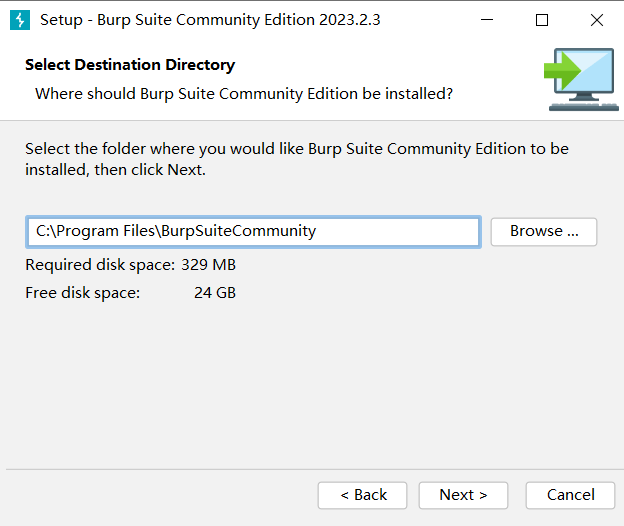 Setup - Burp Suite Community Edition 2023.2.3
Select Destination Directory
Where should Burp Suite Community Edition be installed?
Select the folder where you would like Burp Suite Community Edition to be
installed, then click Next.
C:\Program Files\BurpSuiteCommunity
Browse ...
Required disk space: 329 MB
Free disk space: 24 GB
< Back
Next >
Cancel